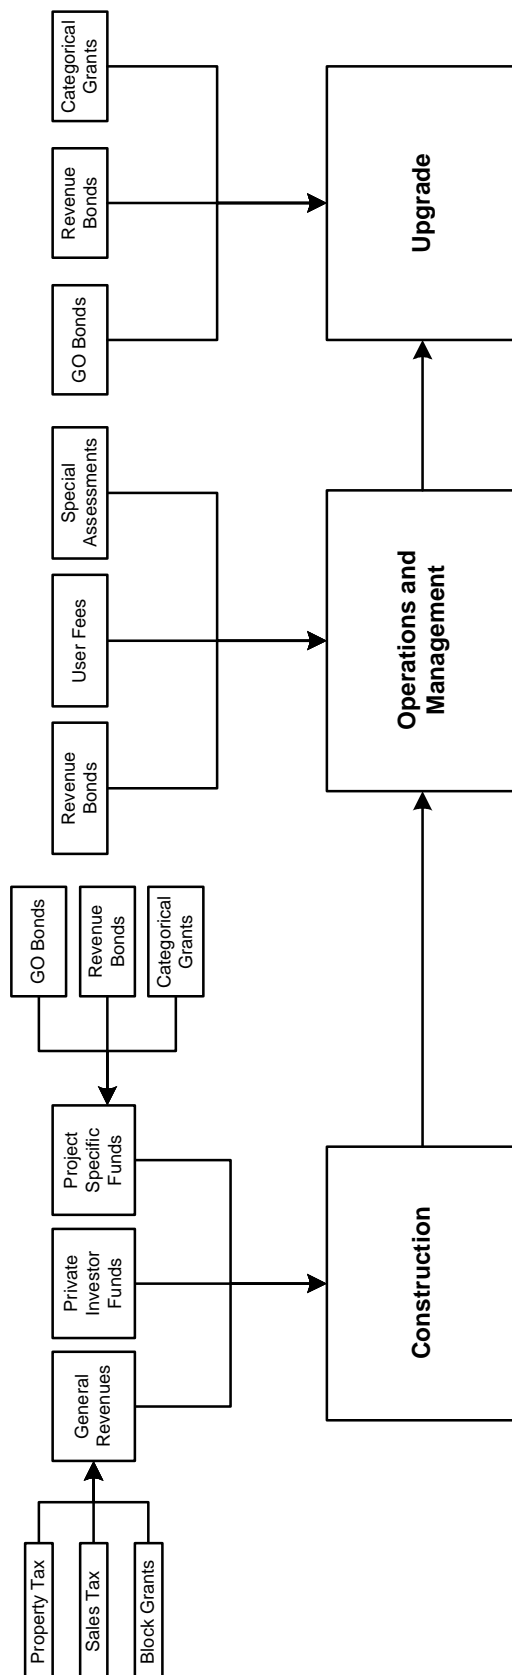 Property Tax
Sales Tax
Block Grants
General
Revenues
Private
Investor
Funds
Project
Specific
Funds
GO Bonds
Revenue
Bonds
Categorical
Grants
Revenue
Bonds
User Fees
Special
Assessments
GO Bonds
Revenue
Bonds
Categorical
Grants
Construction
Operations and
Management
Upgrade